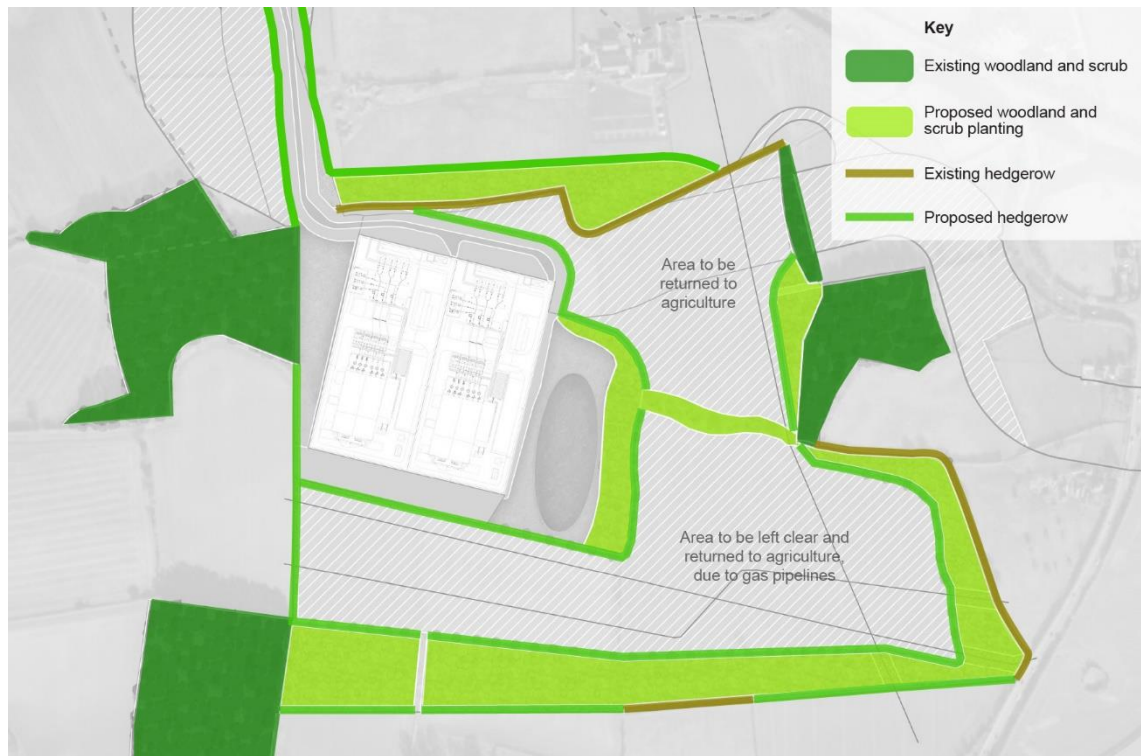 Key
Existing woodland and scrub
Proposed woodland and
scrub planting
Existing hedgerow
Proposed hedgerow
Area to be
returned to
agriculture
Area to be left clear and
returned to agriculture,
due to gas pipelines